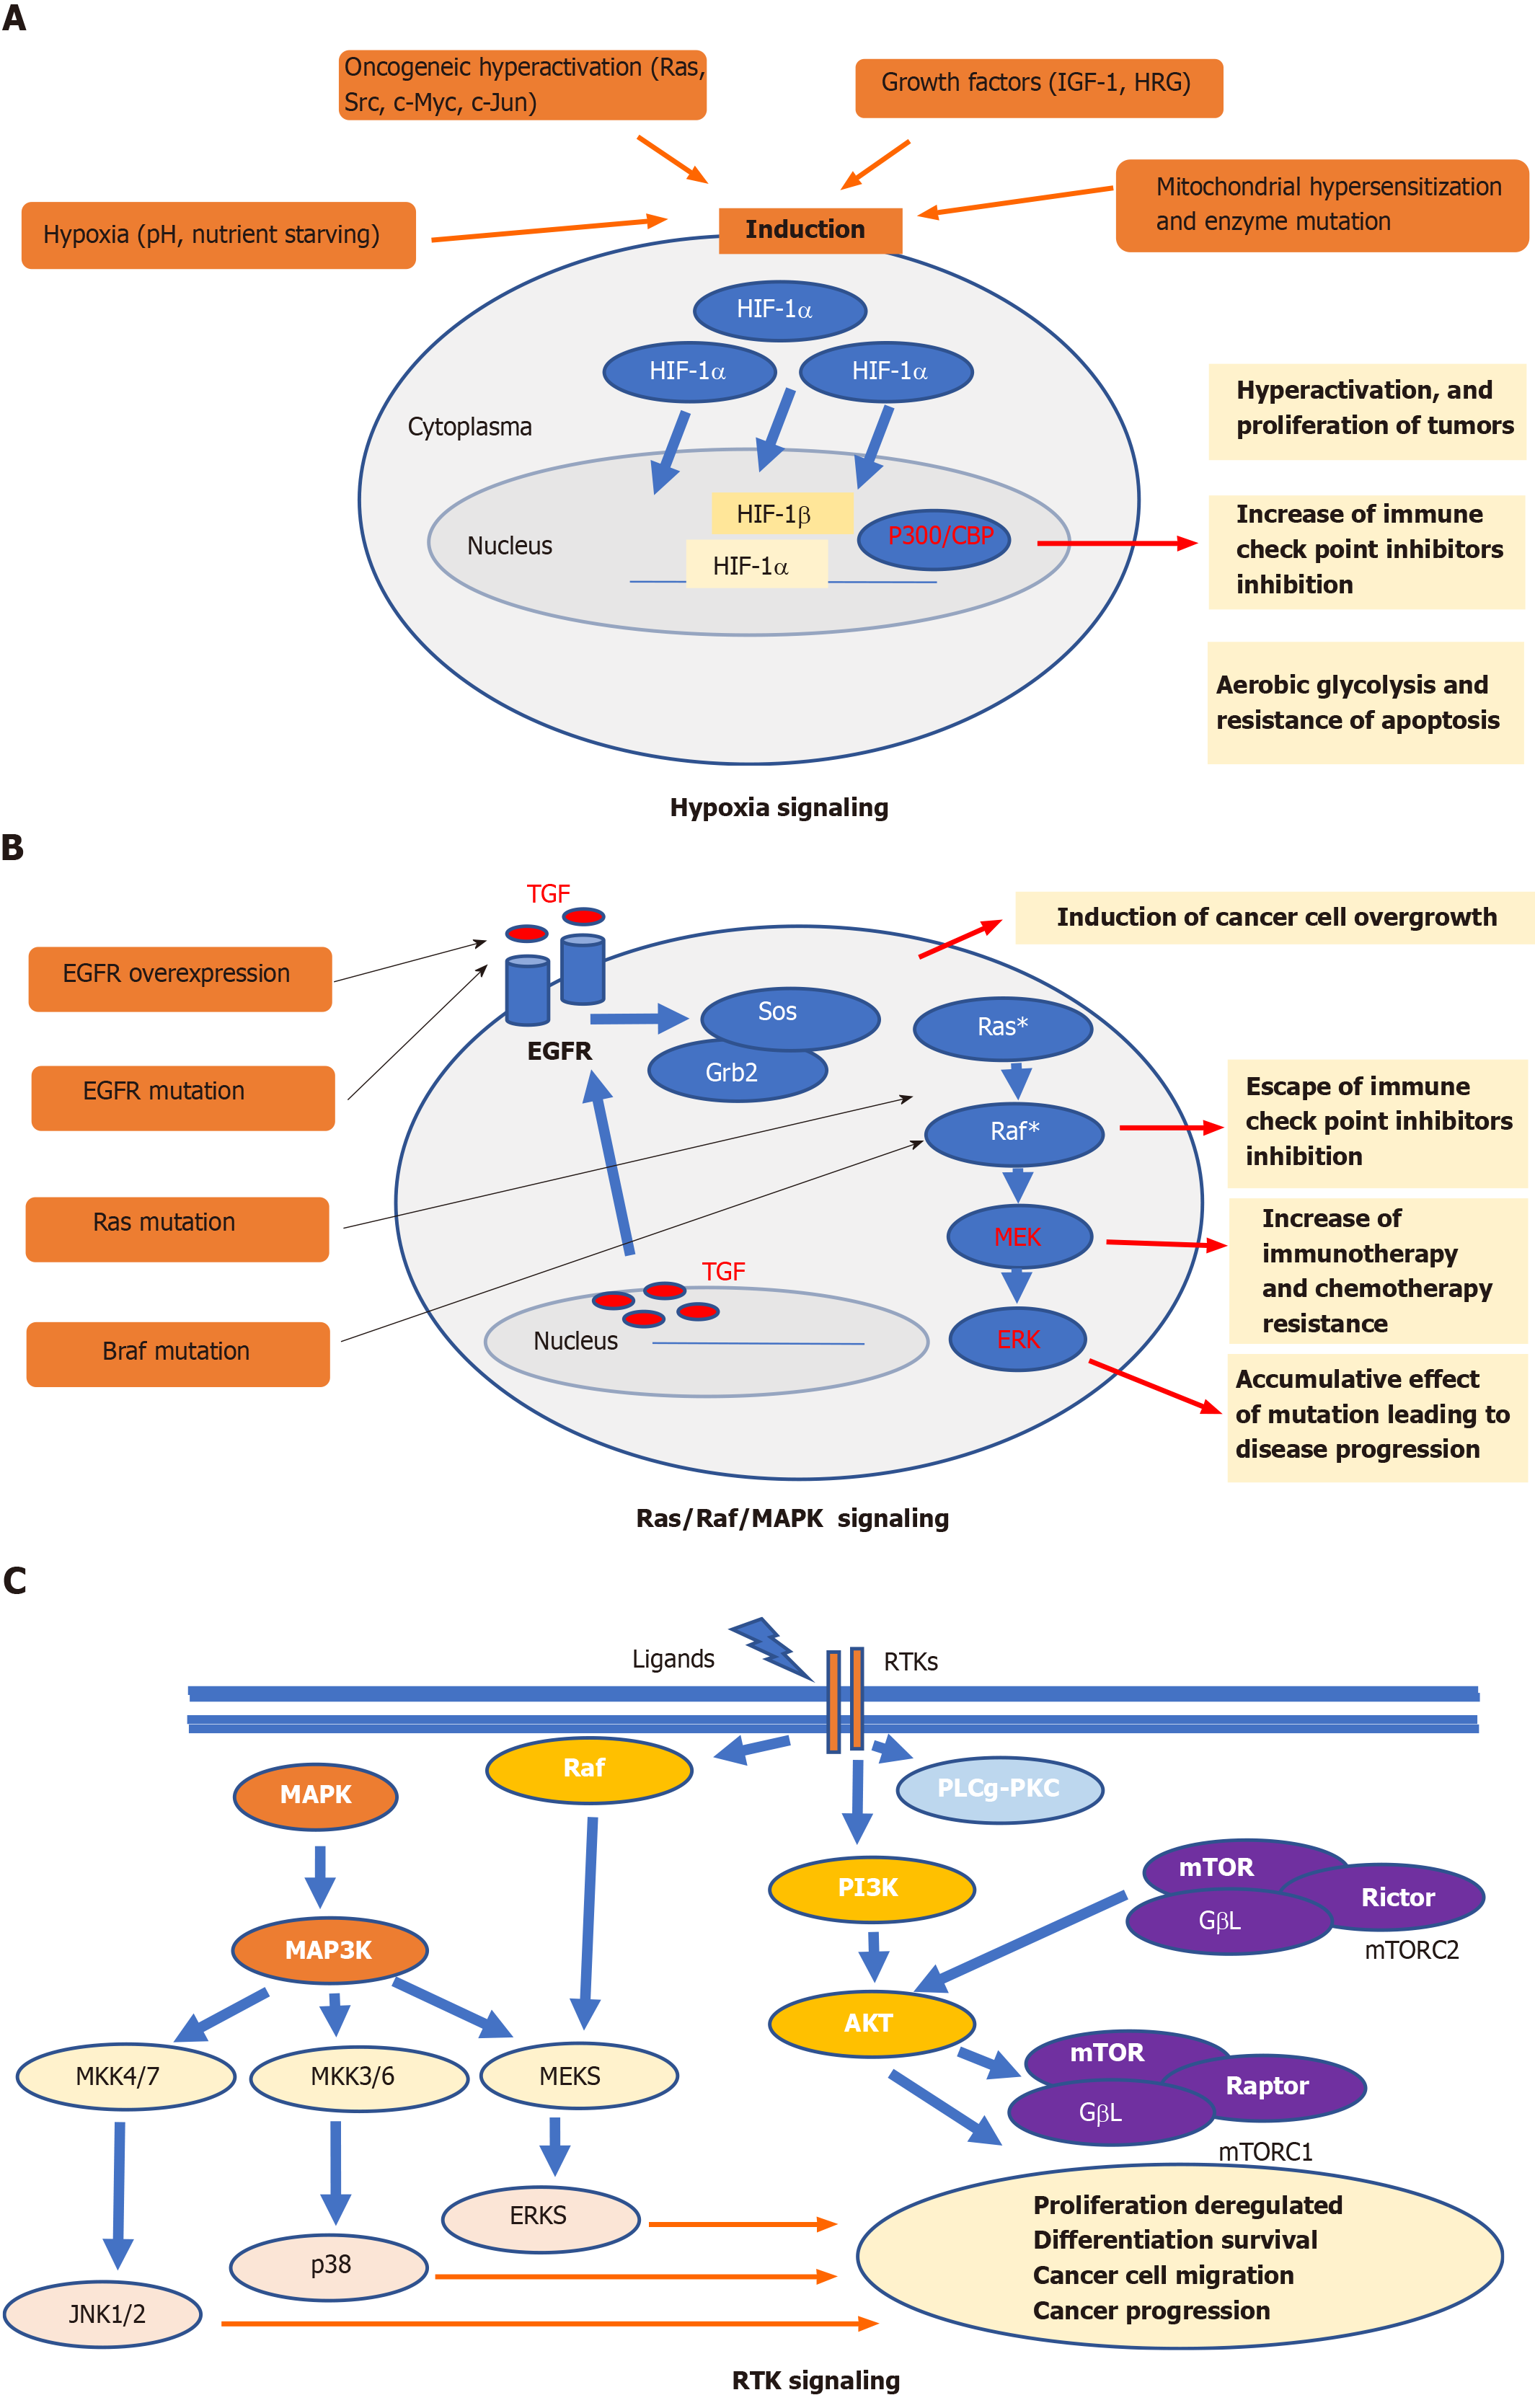 A
Oncogeneic hyperactivation (Ras,
Src, c-Myc, c-Jun)
Growth factors (IGF-1, HRG)
Mitochondrial hypersensitization
and enzyme mutation
Hypoxia (pH, nutrient starving)
Induction
HIF-1α
HIF-1α
HIF-1α
Cytoplasma
Hyperactivation, and
proliferation of tumors
HIF-1β
P300/CBP
Nucleus
HIF-1α
Increase of immune
check point inhibitors
inhibition
Aerobic glycolysis and
resistance of apoptosis
Hypoxia signaling
B
TGF
Induction of cancer cell overgrowth
EGFR overexpression
Sos
Ras*
EGFR
Grb2
EGFR mutation
Raf*
Escape of immune
check point inhibitors
inhibition
Ras mutation
MEK
Increase of
immunotherapy
and chemotherapy
resistance
TGF
Nucleus
ERK
Braf mutation
Accumulative effect
of mutation leading to
disease progression
Ras/Raf/MAPK signaling
C
Ligands
RTKs
Raf
MAPK
PLCg-PKC
PI3K
mTOR
Rictor
GβL
mTORC2
MAP3K
AKT
mTOR
Raptor
GβL
mTORC1
MKK4/7
MKK3/6
MEKS
ERKS
p38
JNK1/2
Proliferation deregulated
Differentiation survival
Cancer cell migration
Cancer progression
RTK signaling